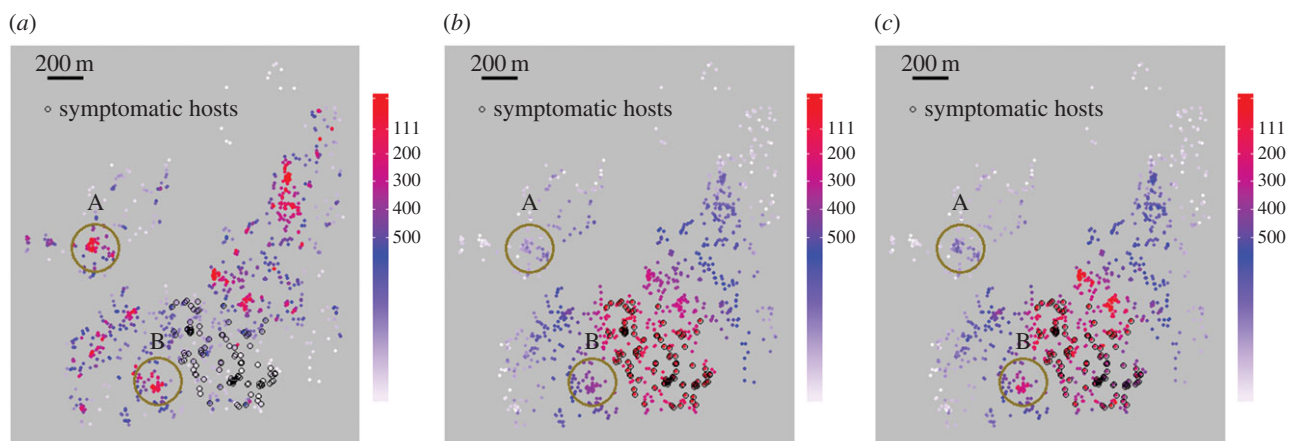 (a) (b) (c)
200 m 200 m 200 m
symptomatic hosts symptomatic hosts symptomatic hosts
111 111 111
200 200 200
300 300 300
400 400 400
500 500 500
A A A
B B B